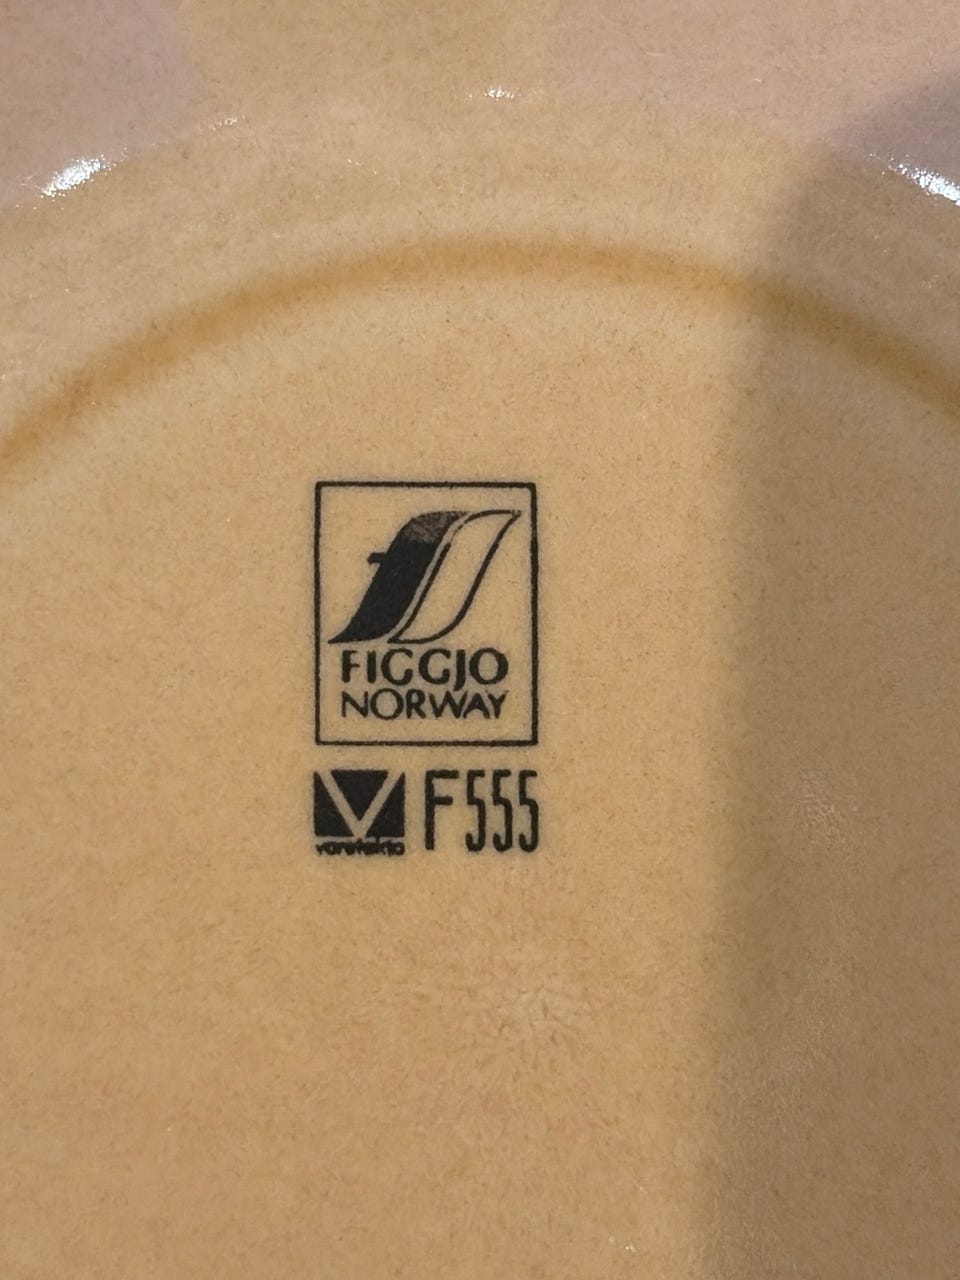 FIGGJO
NORWAY
V F555
varefakta